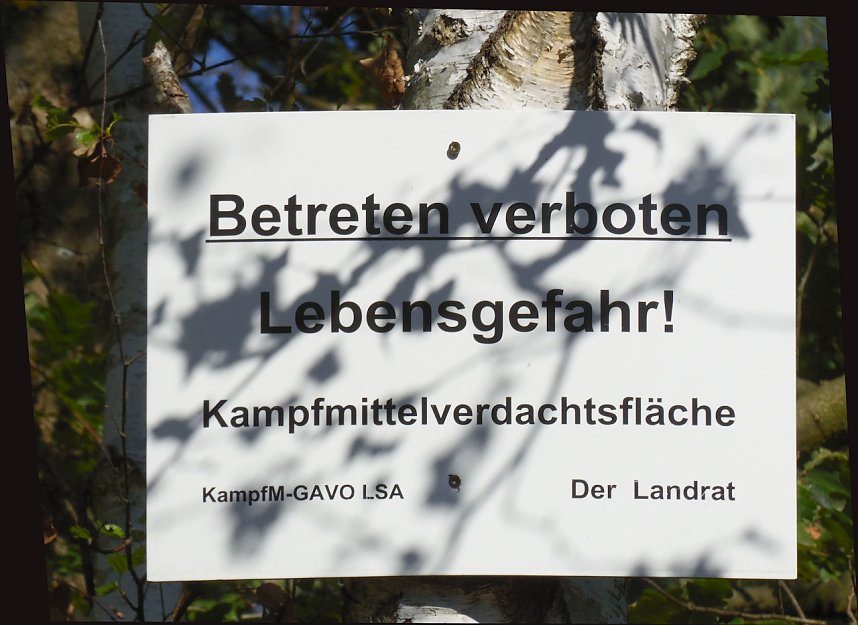 Betreten verboten
Lebensgefahr!
Kampfmittelverdachtsfläche
KampfM-GAVO LSA Der Landrat